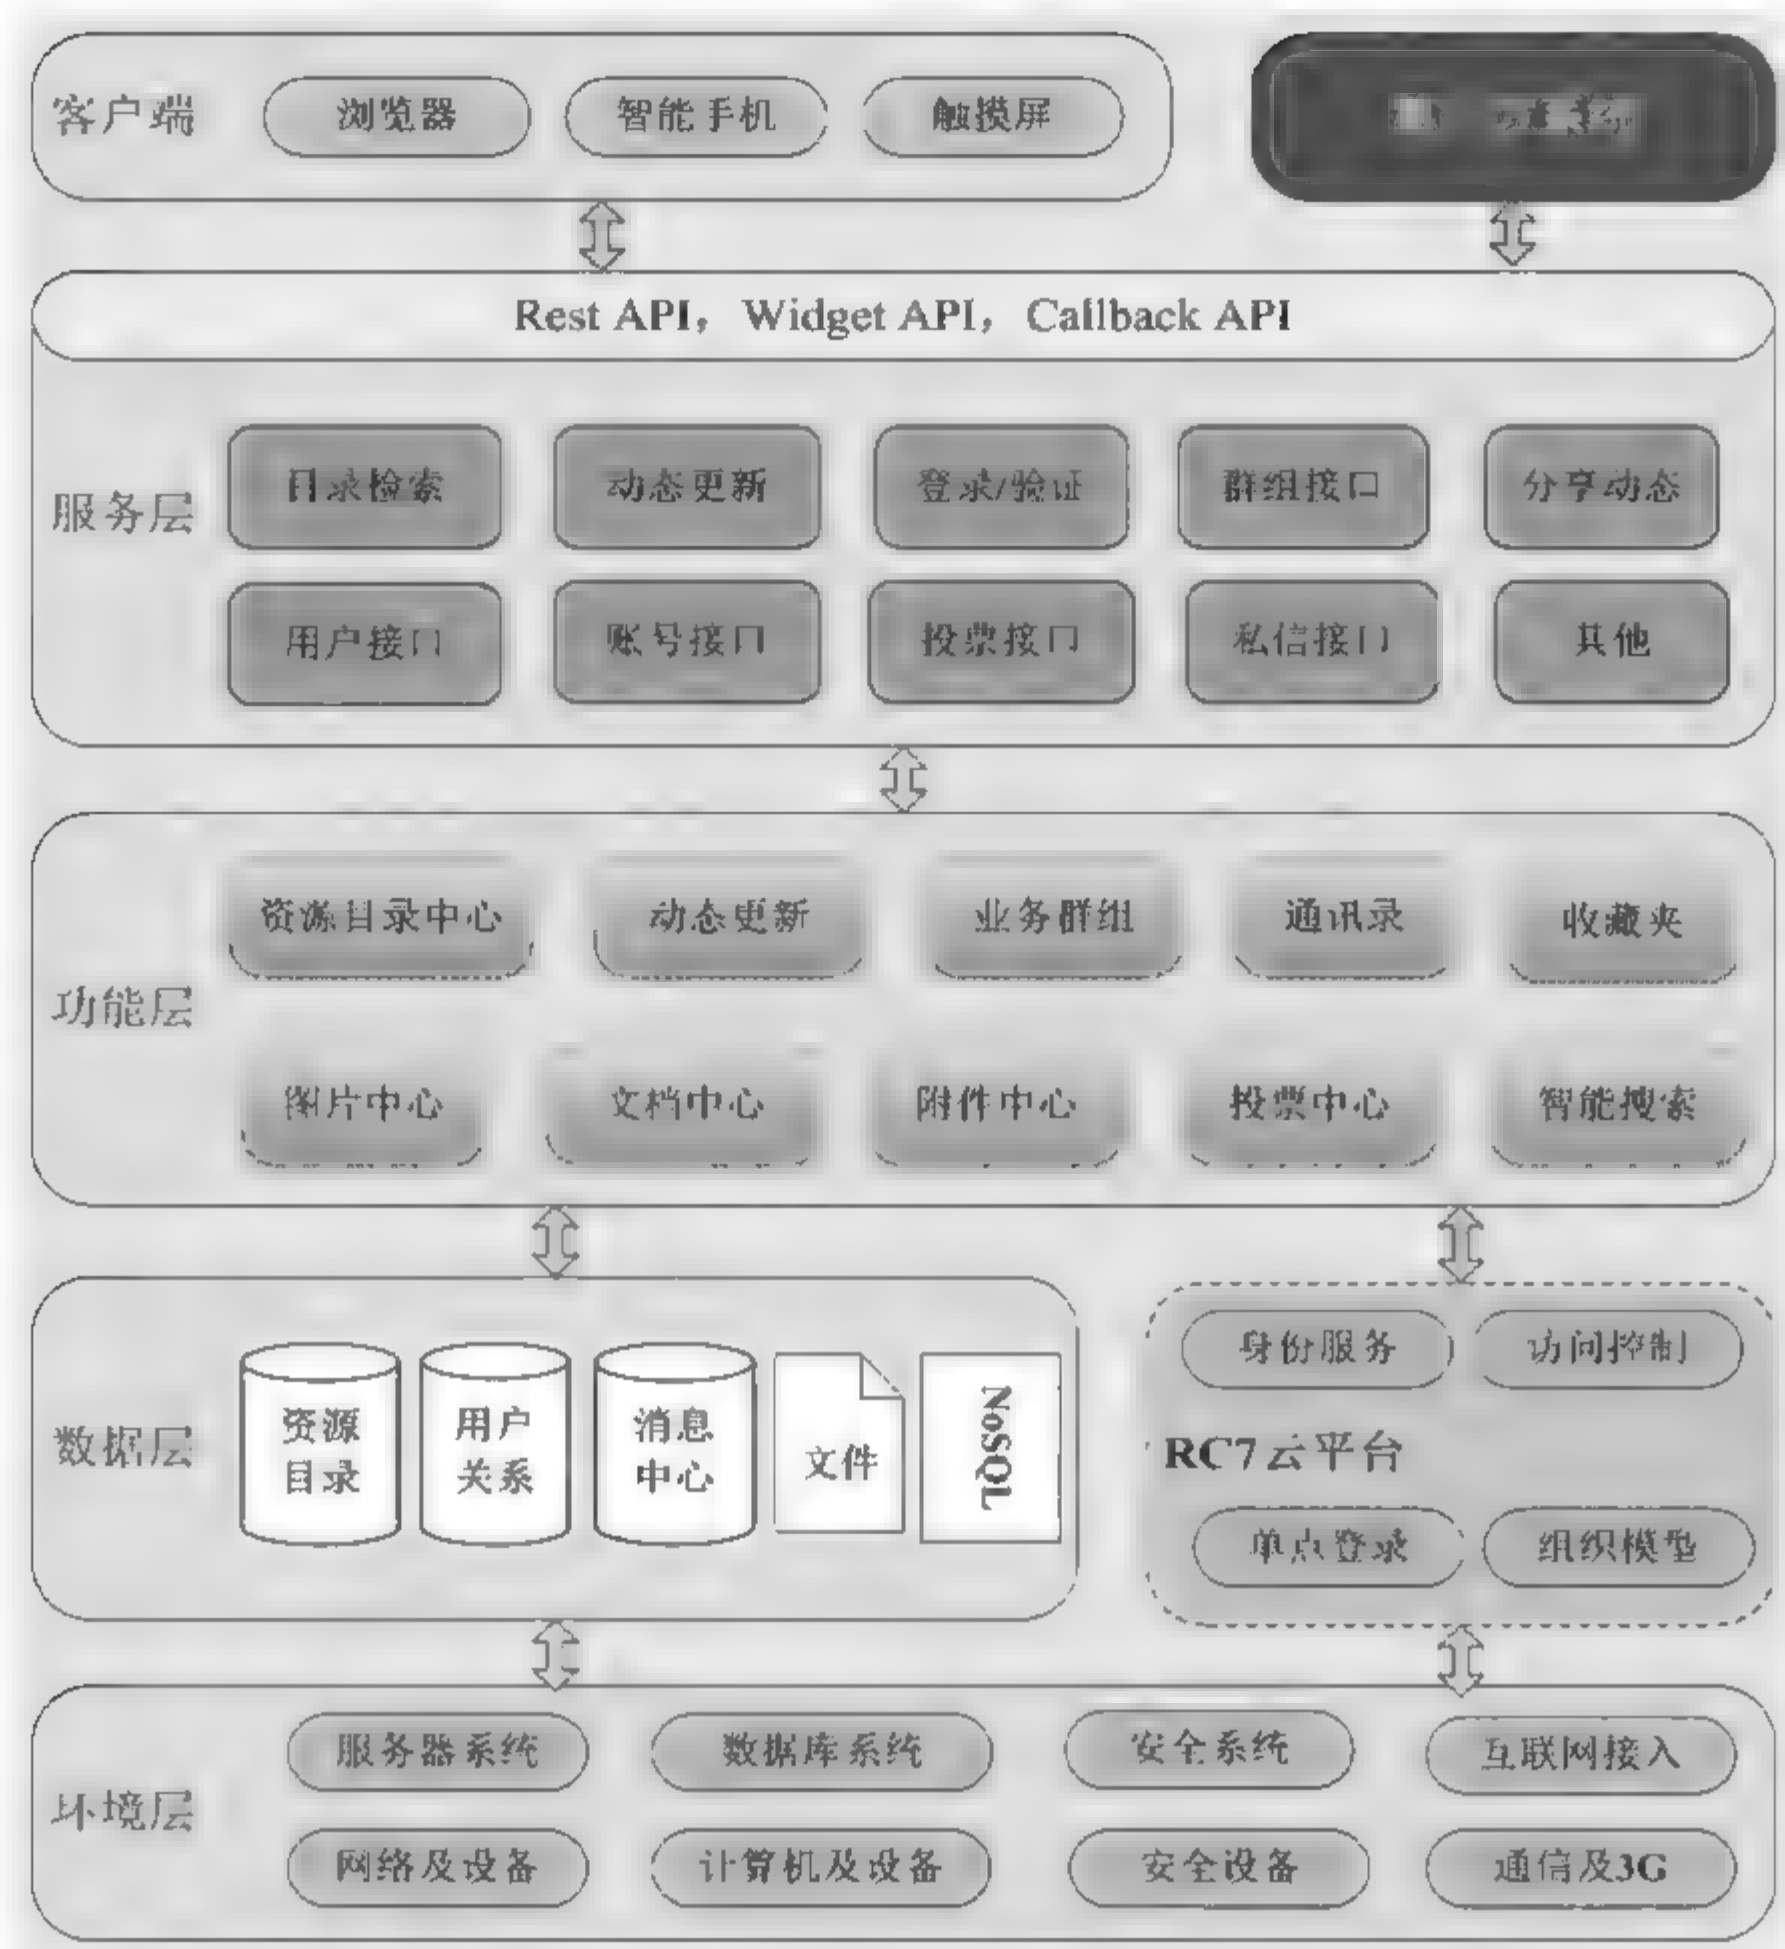 客户端 浏览器 智能手机 触摸屏
Rest API，Widget API，Callback API
目录检索 动态更新 登录/验证 群组接口 分享动态
服务层
用户接口 账号接口 投票接口 私信接口 其他
资源目录中心 动态更新 业务群组 通讯录 收藏夹
功能层
图片中心 文档中心 附件中心 投票中心 智能搜索
数据层
资源
目录
用户
关系
消息
中心
文件
NoSQL
身份服务 访问控制
RC7云平台
单点登录 组织模型
服务器系统 数据库系统 安全系统 互联网接入
环境层
网络及设备 计算机及设备 安全设备 通信及3G